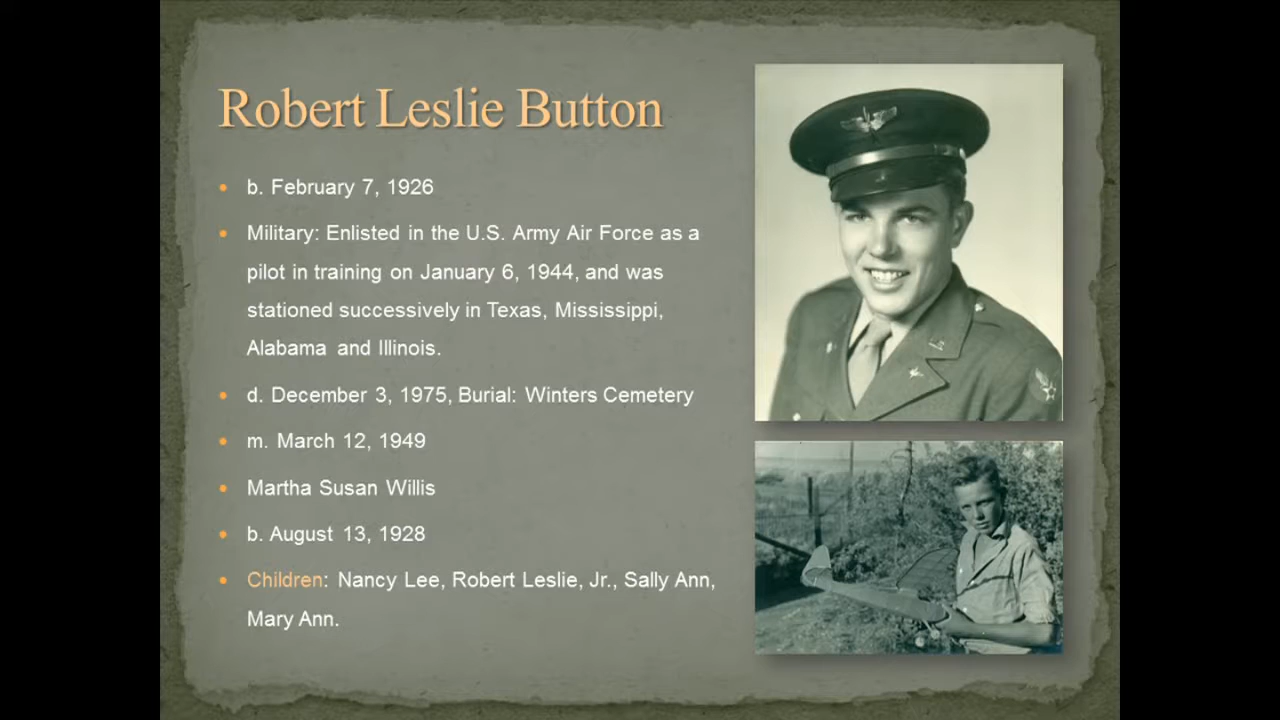 Robert Leslie Button
• b. February 7, 1926
• Military: Enlisted in the U.S. Army Air Force as a
pilot in training on January 6, 1944, and was
stationed successively in Texas, Mississippi,
Alabama and Illinois.
• d. December 3, 1975, Burial: Winters Cemetery
• m. March 12, 1949
• Martha Susan Willis
• b. August 13, 1928
• Children: Nancy Lee, Robert Leslie, Jr., Sally Ann,
Mary Ann.